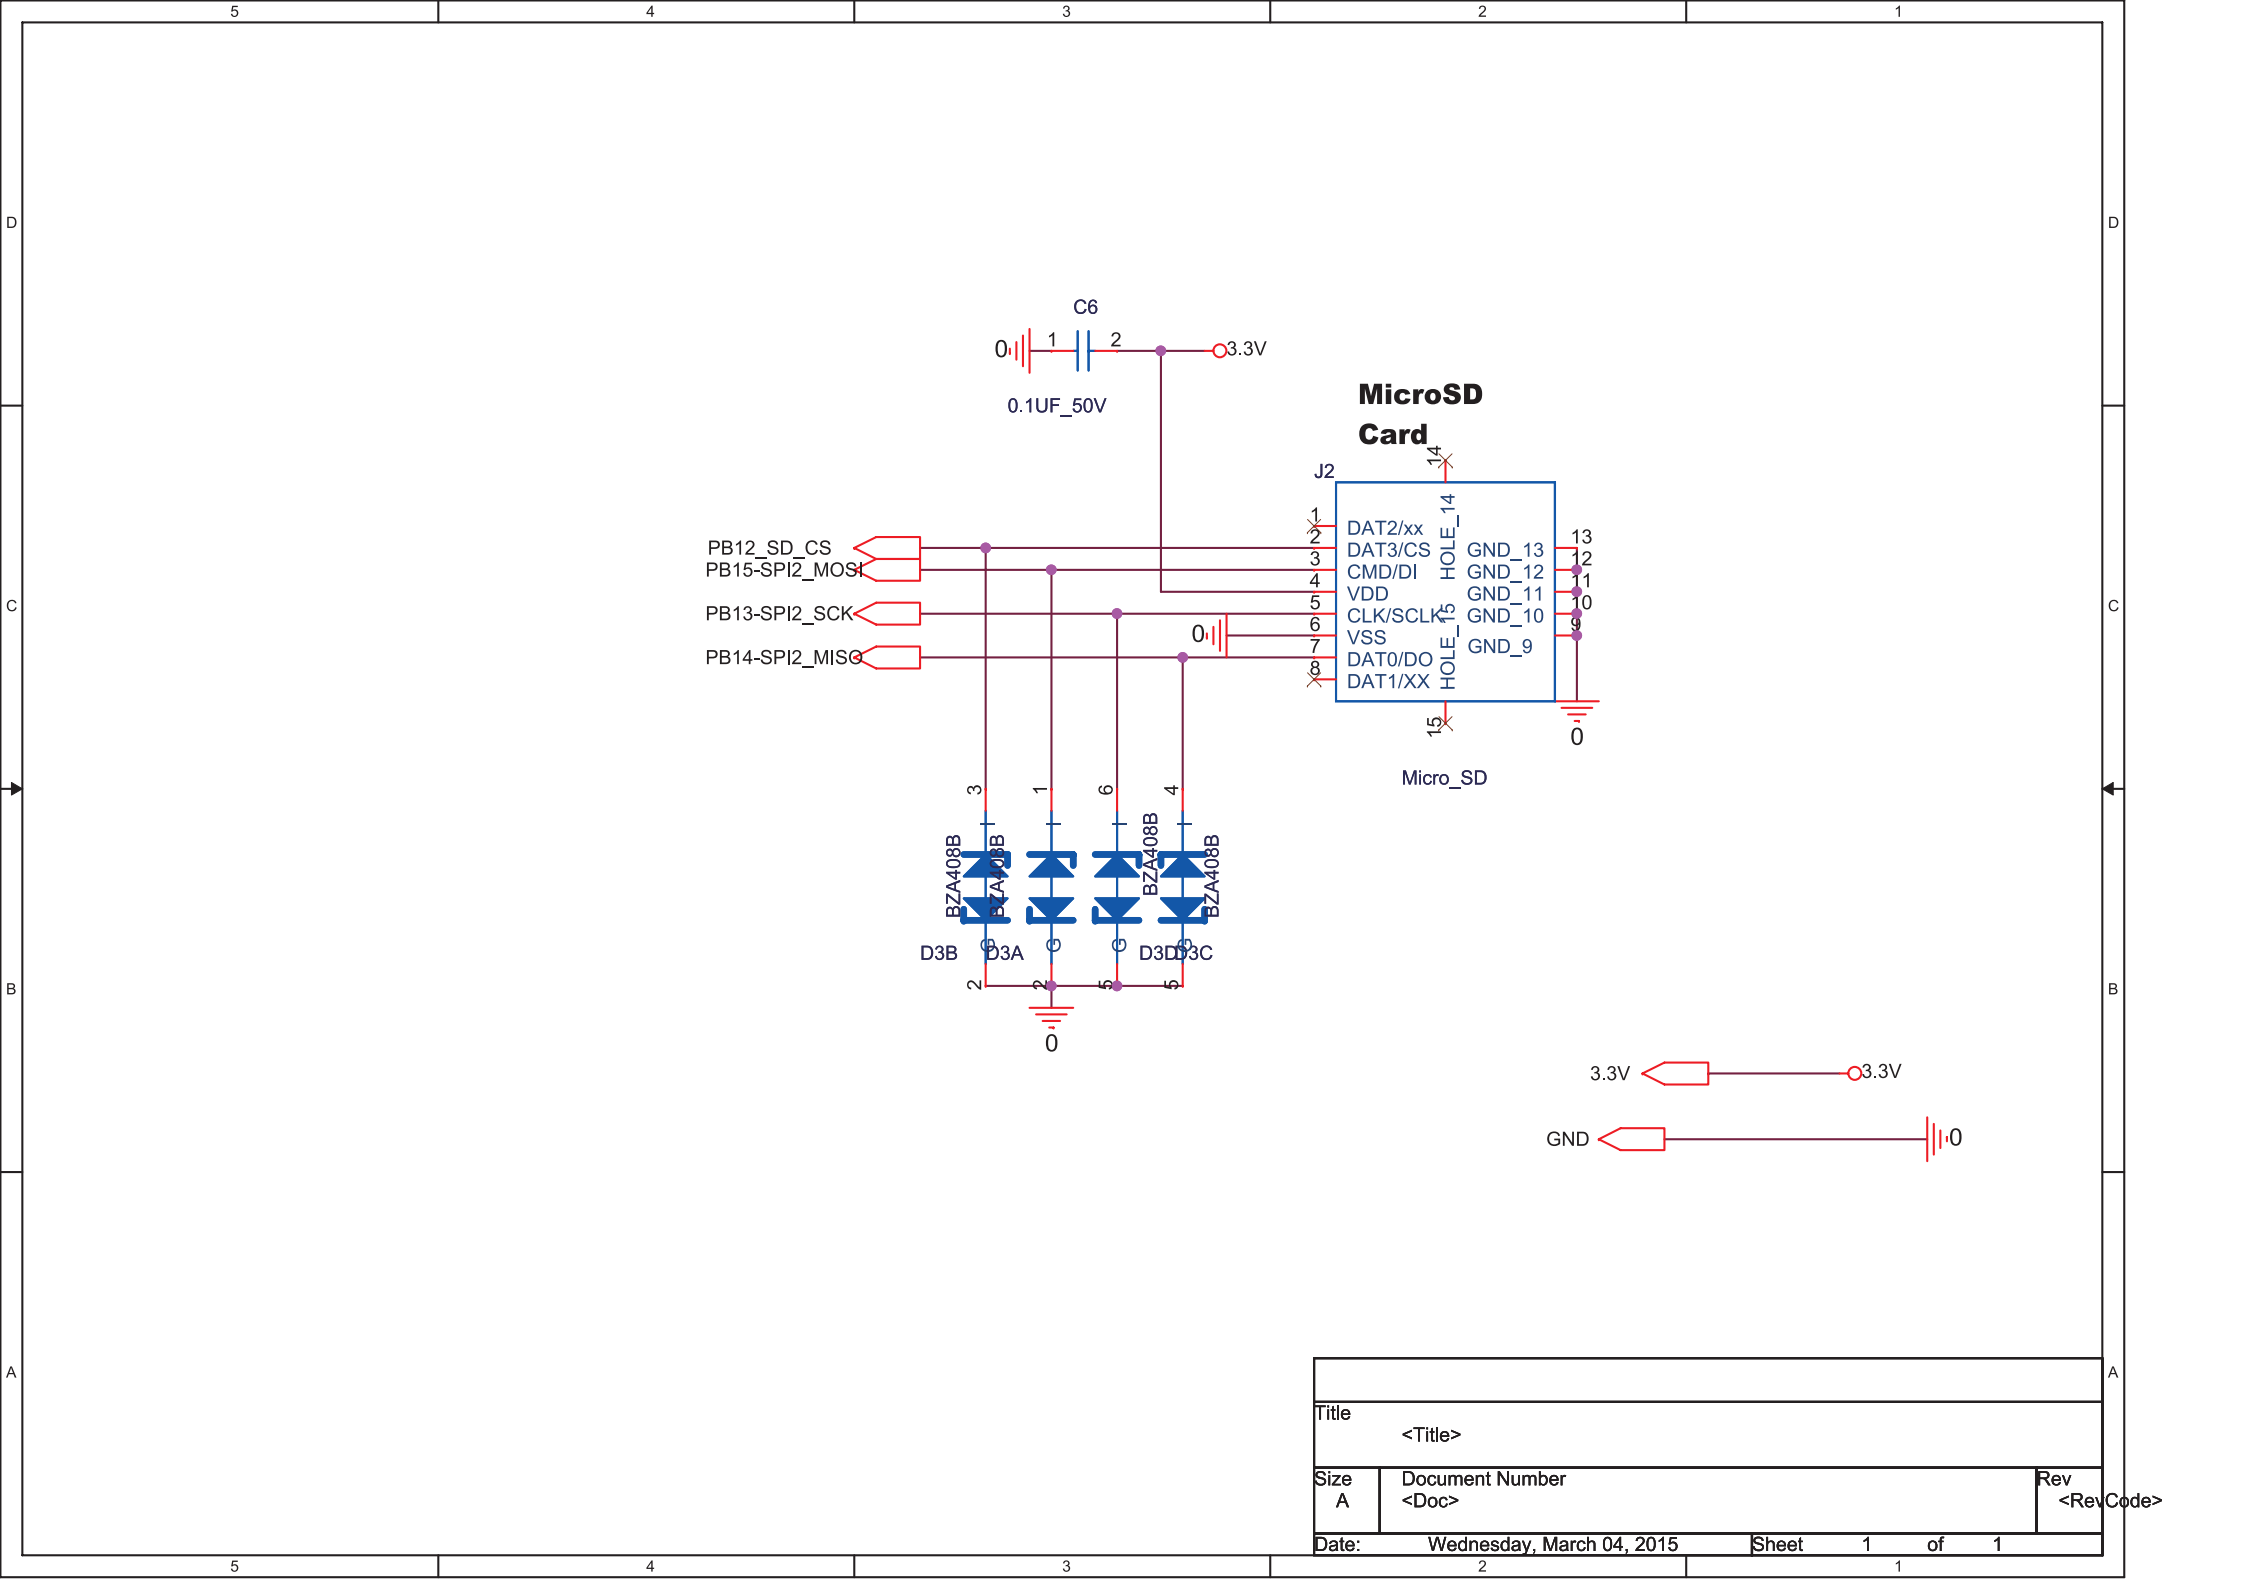 5 4 3 2 1
D D
C6
0 1 2 3.3V
0.1UF_50V
MicroSD
Card
14
J2
HOLE_14
1 DAT2/xx
PB12_SD_CS 2 DAT3/CS GND_13 13
PB15-SPI2_MOSI 3 CMD/DI GND_12 12
4 VDD GND_11 11
C C
PB13-SPI2_SCK 5 CLK/SCLK GND_10 10
HOLE_15
0 6 VSS GND_9 9
PB14-SPI2_MISO 7 DAT0/DO
8 DAT1/XX
15
0
Micro_SD
3 1 6 4
I I I I
BZA408B BZA408B BZA408B BZA408B
G G G G
D3B D3A D3D D3C
2 2 5 5
B B
0
3.3V 3.3V
GND 0
A A
Title
<Title>
Size Document Number Rev
A <Doc> <RevCode>
Date: Wednesday, March 04, 2015 Sheet 1 of 1
5 4 3 2 1